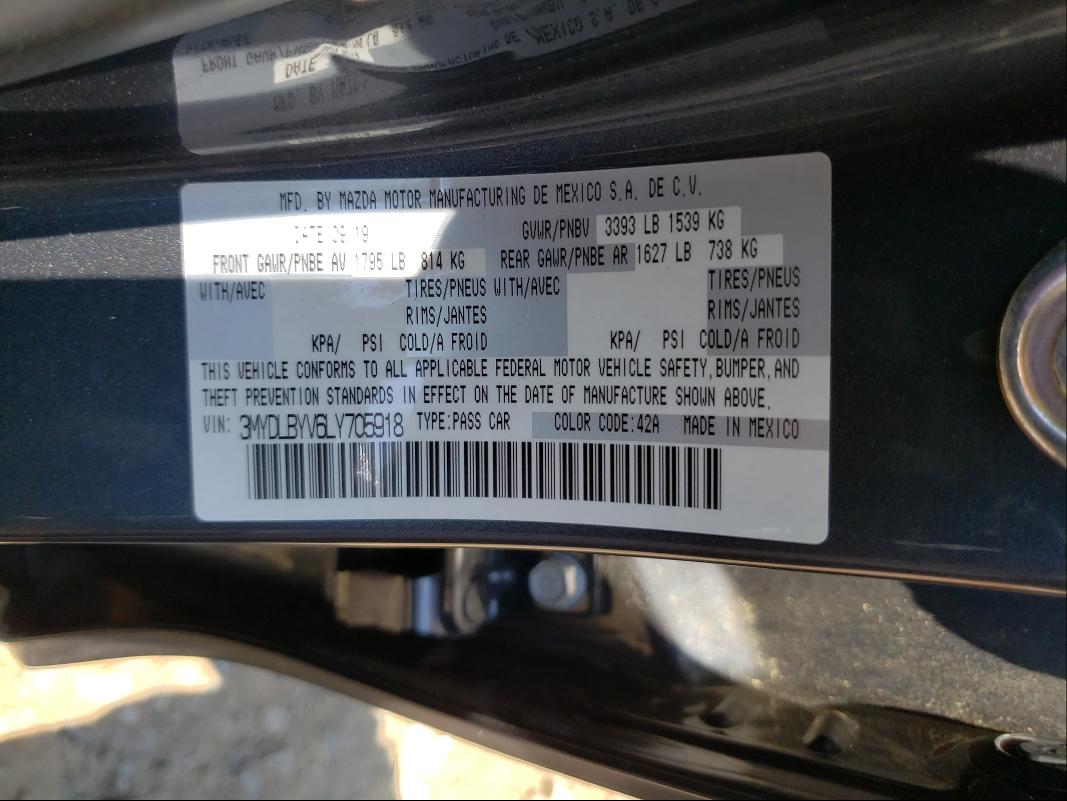 MFD. BY MAZDA MOTOR MANUFACTURING DE MEXICO S.A. DE C.V.
DATE 09 19 GVWR/PNBV 3393 LB 1539 KG
FRONT GAWR/PNBE AV 1795 LB 814 KG REAR GAWR/PNBE AR 1627 LB 738 KG
WITH/AVEC TIRES/PNEUS WITH/AVEC TIRES/PNEUS
RIMS/JANTES RIMS/JANTES
KPA/ PSI COLD/A FROID KPA/ PSI COLD/A FROID
THIS VEHICLE CONFORMS TO ALL APPLICABLE FEDERAL MOTOR VEHICLE SAFETY, BUMPER, AND
THEFT PREVENTION STANDARDS IN EFFECT ON THE DATE OF MANUFACTURE SHOWN ABOVE.
VIN: 3MYDLBYV6LY705918 TYPE:PASS CAR COLOR CODE:42A MADE IN MEXICO